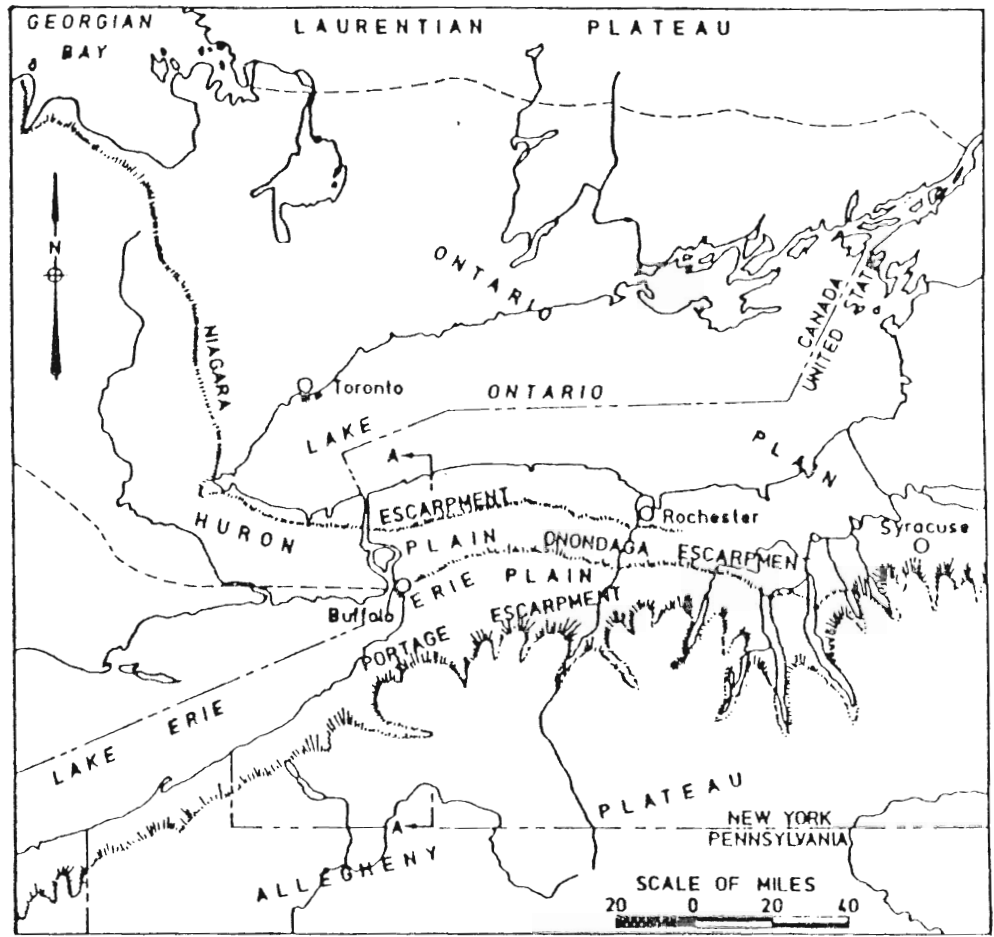 GEORGIAN
BAY
LAURENTIAN PLATEAU
N
ONTARIO
NIAGARA
CANADA
UNITED STATE
Toronto
ONTARIO
LAKE
PLAIN
A
ESCARPMENT
Rochester
HURON
PLAIN
ONONDAGA ESCARPMEN
Syracuse
ERIE PLAIN
Buffalo
ESCARPMENT
PORTAGE
LAKE ERIE
PLATEAU
NEW YORK
PENNSYLVANIA
A
ALLEGHENY
SCALE OF MILES
20 0 20 40